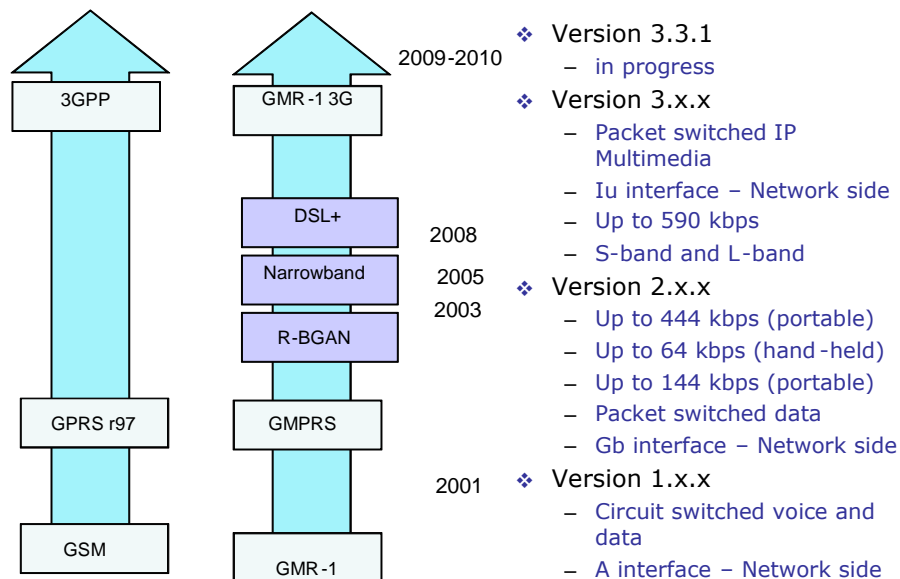 3GPP
GPRS r97
GSM
GMR-1 3G
DSL+
Narrowband
R-BGAN
GMPRS
GMR-1
2009-2010
2008
2005
2003
2001
❖ Version 3.3.1
– in progress
❖ Version 3.x.x
– Packet switched IP
Multimedia
– Iu interface – Network side
– Up to 590 kbps
– S-band and L-band
❖ Version 2.x.x
– Up to 444 kbps (portable)
– Up to 64 kbps (hand-held)
– Up to 144 kbps (portable)
– Packet switched data
– Gb interface – Network side
❖ Version 1.x.x
– Circuit switched voice and
data
– A interface – Network side